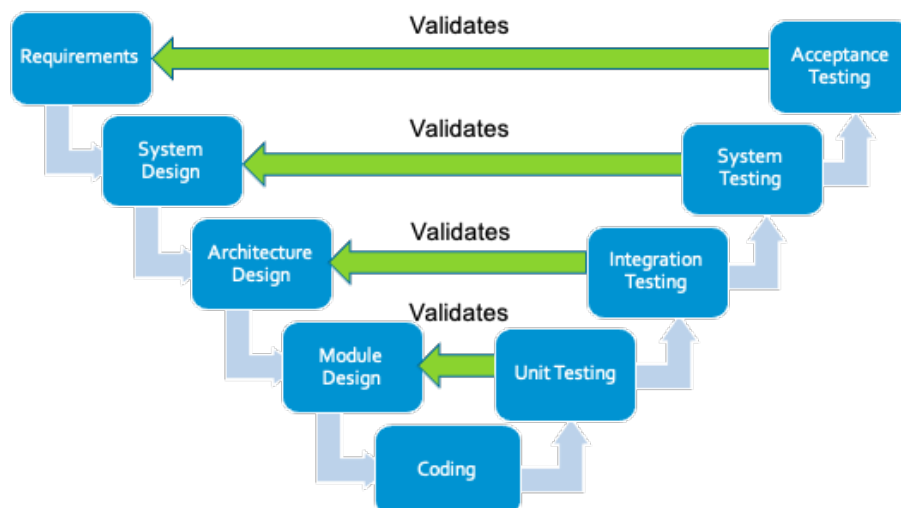 Validates
Requirements
Acceptance
Testing
Validates
System
Design
System
Testing
Validates
Architecture
Design
Integration
Testing
Validates
Module
Design
Unit Testing
Coding